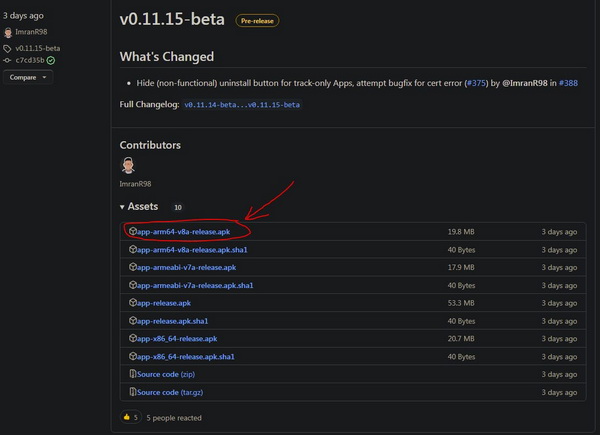 3 days ago
ImranR98
v0.11.15-beta
c7cd35b
Compare
v0.11.15-beta Pre-release
What's Changed
Hide (non-functional) uninstall button for track-only Apps, attempt bugfix for cert error (#375) by @ImranR98 in #388
Full Changelog: v0.11.14-beta...v0.11.15-beta
Contributors
ImranR98
Assets 10
app-arm64-v8a-release.apk 19.8 MB 3 days ago
app-arm64-v8a-release.apk.sha1 40 Bytes 3 days ago
app-armeabi-v7a-release.apk 17.9 MB 3 days ago
app-armeabi-v7a-release.apk.sha1 40 Bytes 3 days ago
app-release.apk 53.3 MB 3 days ago
app-release.apk.sha1 40 Bytes 3 days ago
app-x86_64-release.apk 20.7 MB 3 days ago
app-x86_64-release.apk.sha1 40 Bytes 3 days ago
Source code (zip) 3 days ago
Source code (tar.gz) 3 days ago
5 5 people reacted